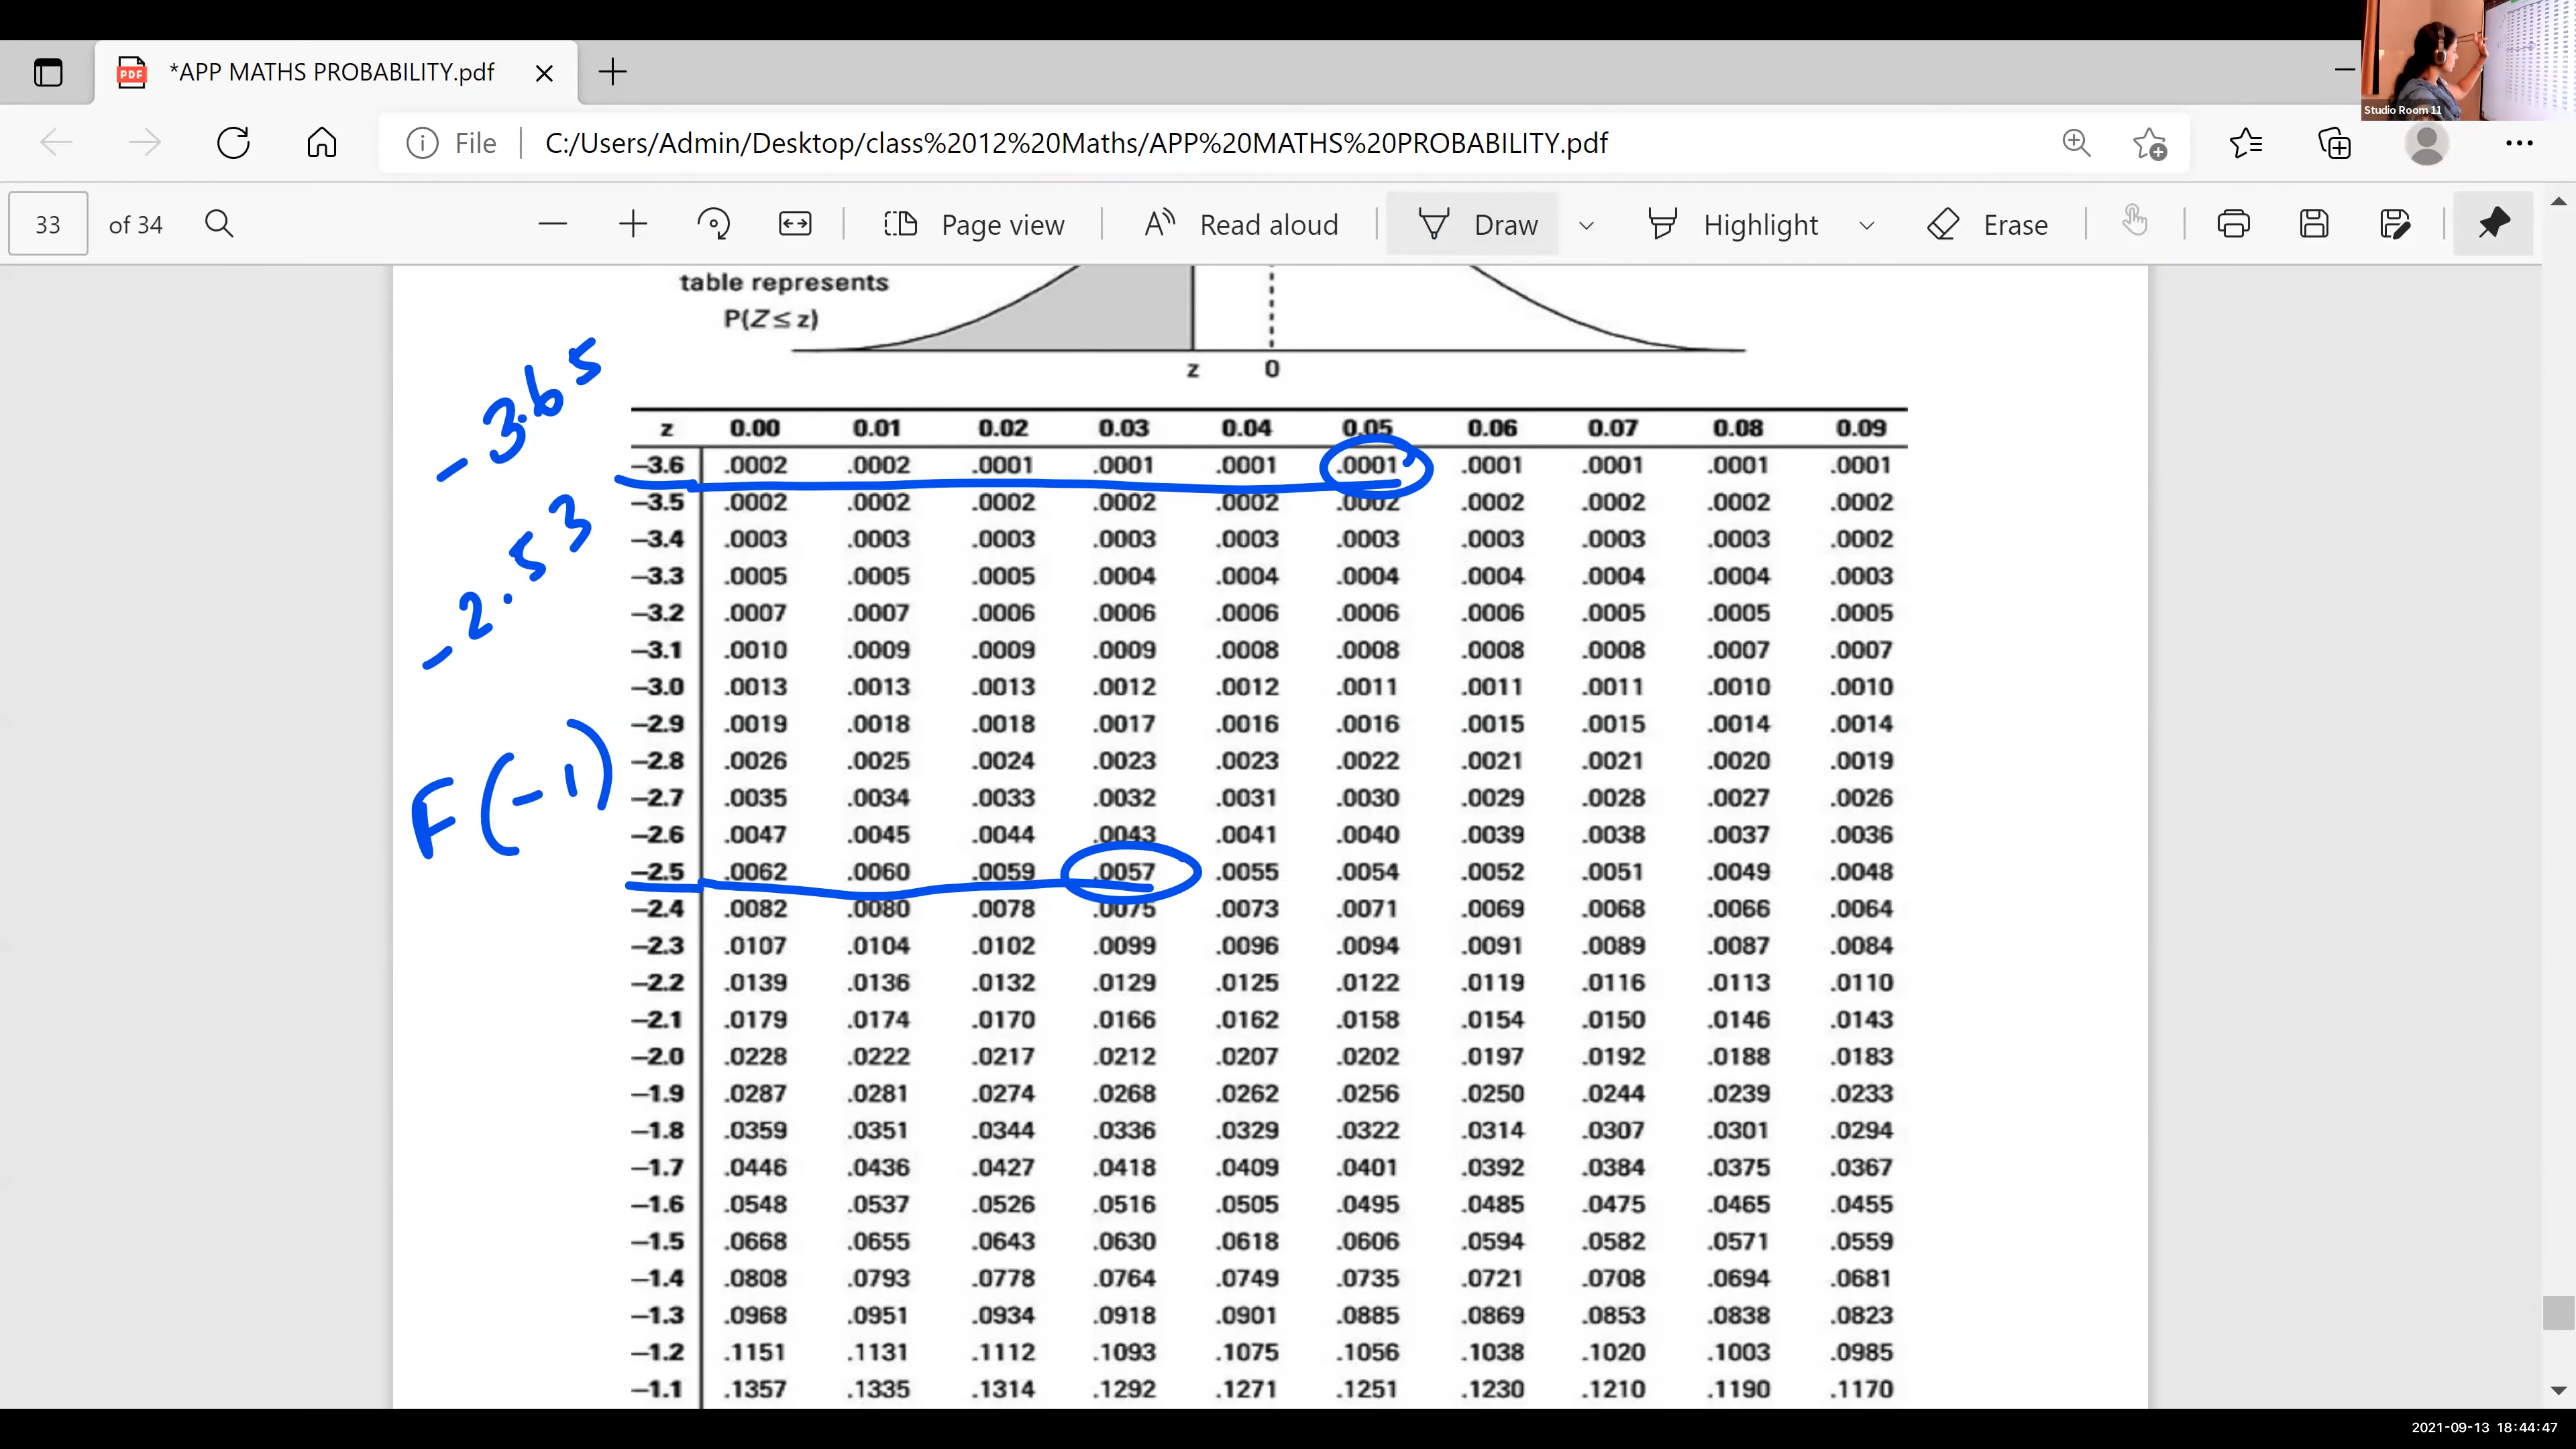 *APP MATHS PROBABILITY.pdf
Studio Room 11
File C:/Users/Admin/Desktop/class%2012%20Maths/APP%20MATHS%20PROBABILITY.pdf
33 of 34 Page view Read aloud Draw Highlight Erase
table represents
P(Z ≤ z)
z 0
-3.65
-2.53
F(-1)
z 0.00 0.01 0.02 0.03 0.04 0.05 0.06 0.07 0.08 0.09
–3.6 .0002 .0002 .0001 .0001 .0001 .0001 .0001 .0001 .0001 .0001
–3.5 .0002 .0002 .0002 .0002 .0002 .0002 .0002 .0002 .0002 .0002
–3.4 .0003 .0003 .0003 .0003 .0003 .0003 .0003 .0003 .0003 .0002
–3.3 .0005 .0005 .0005 .0004 .0004 .0004 .0004 .0004 .0004 .0003
–3.2 .0007 .0007 .0006 .0006 .0006 .0006 .0006 .0005 .0005 .0005
–3.1 .0010 .0009 .0009 .0009 .0008 .0008 .0008 .0008 .0007 .0007
–3.0 .0013 .0013 .0013 .0012 .0012 .0011 .0011 .0011 .0010 .0010
–2.9 .0019 .0018 .0018 .0017 .0016 .0016 .0015 .0015 .0014 .0014
–2.8 .0026 .0025 .0024 .0023 .0023 .0022 .0021 .0021 .0020 .0019
–2.7 .0035 .0034 .0033 .0032 .0031 .0030 .0029 .0028 .0027 .0026
–2.6 .0047 .0045 .0044 .0043 .0041 .0040 .0039 .0038 .0037 .0036
–2.5 .0062 .0060 .0059 .0057 .0055 .0054 .0052 .0051 .0049 .0048
–2.4 .0082 .0080 .0078 .0075 .0073 .0071 .0069 .0068 .0066 .0064
–2.3 .0107 .0104 .0102 .0099 .0096 .0094 .0091 .0089 .0087 .0084
–2.2 .0139 .0136 .0132 .0129 .0125 .0122 .0119 .0116 .0113 .0110
–2.1 .0179 .0174 .0170 .0166 .0162 .0158 .0154 .0150 .0146 .0143
–2.0 .0228 .0222 .0217 .0212 .0207 .0202 .0197 .0192 .0188 .0183
–1.9 .0287 .0281 .0274 .0268 .0262 .0256 .0250 .0244 .0239 .0233
–1.8 .0359 .0351 .0344 .0336 .0329 .0322 .0314 .0307 .0301 .0294
–1.7 .0446 .0436 .0427 .0418 .0409 .0401 .0392 .0384 .0375 .0367
–1.6 .0548 .0537 .0526 .0516 .0505 .0495 .0485 .0475 .0465 .0455
–1.5 .0668 .0655 .0643 .0630 .0618 .0606 .0594 .0582 .0571 .0559
–1.4 .0808 .0793 .0778 .0764 .0749 .0735 .0721 .0708 .0694 .0681
–1.3 .0968 .0951 .0934 .0918 .0901 .0885 .0869 .0853 .0838 .0823
–1.2 .1151 .1131 .1112 .1093 .1075 .1056 .1038 .1020 .1003 .0985
–1.1 .1357 .1335 .1314 .1292 .1271 .1251 .1230 .1210 .1190 .1170
2021-09-13 18:44:47